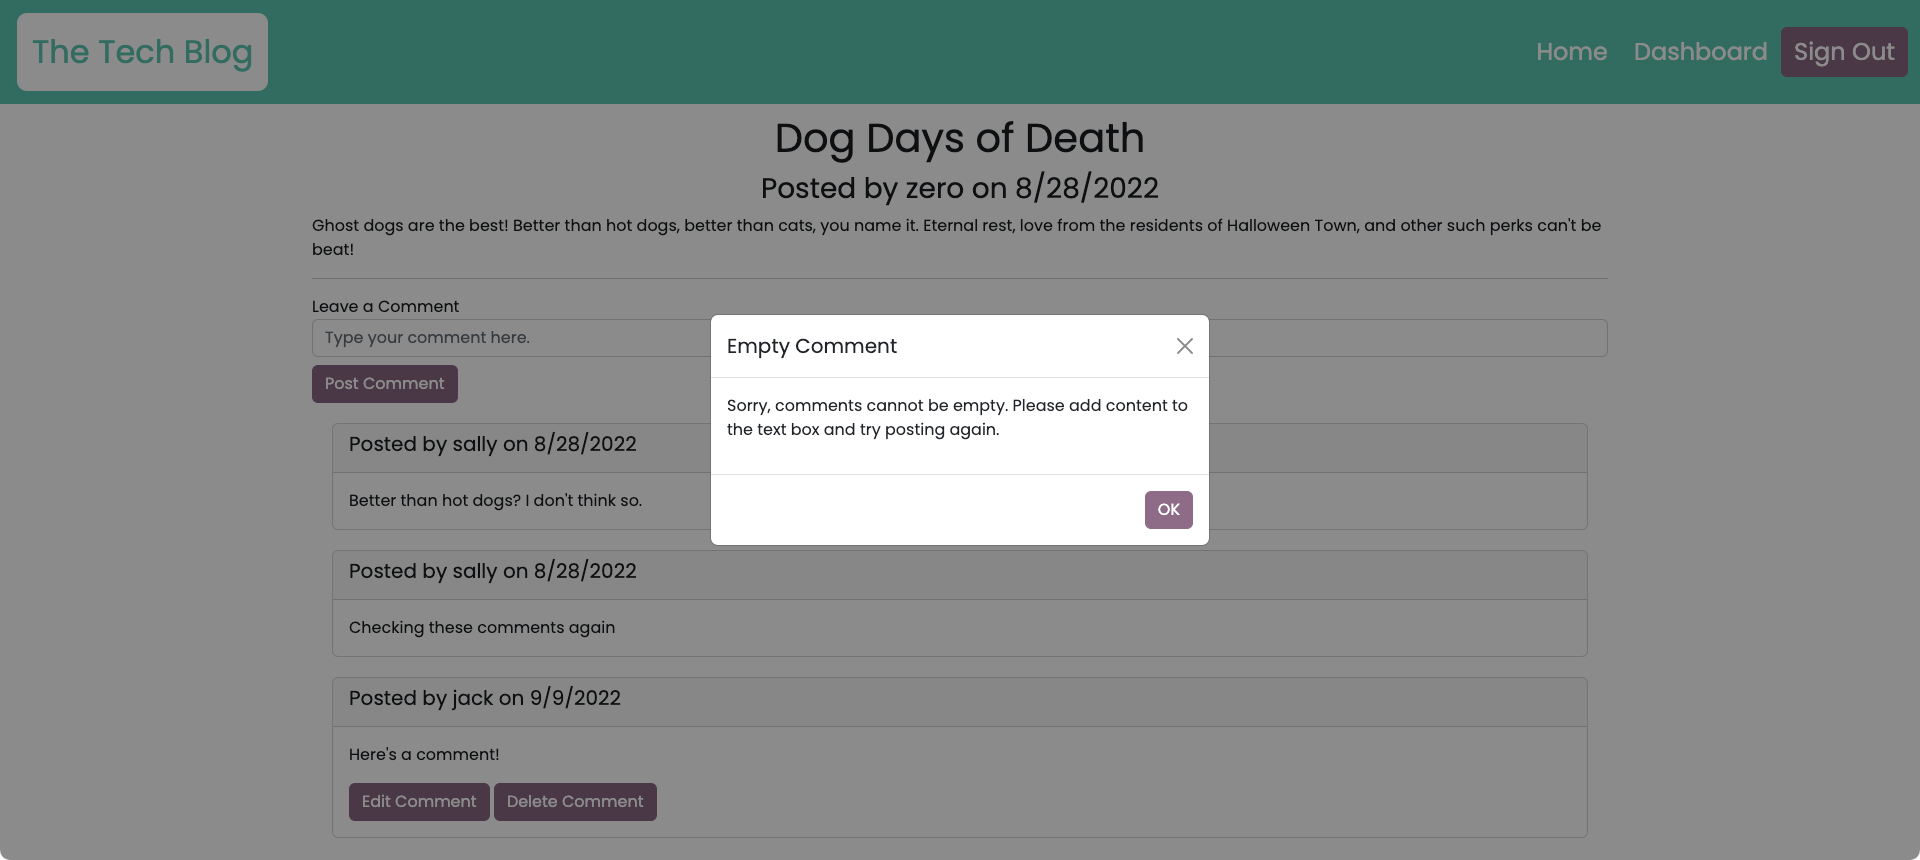 The Tech Blog
Home Dashboard Sign Out
Dog Days of Death
Posted by zero on 8/28/2022
Ghost dogs are the best! Better than hot dogs, better than cats, you name it. Eternal rest, love from the residents of Halloween Town, and other such perks can't be
beat!
Leave a Comment
Type your comment here.
Post Comment
Empty Comment
Sorry, comments cannot be empty. Please add content to
the text box and try posting again.
OK
Posted by sally on 8/28/2022
Better than hot dogs? I don't think so.
Posted by sally on 8/28/2022
Checking these comments again
Posted by jack on 9/9/2022
Here's a comment!
Edit Comment Delete Comment